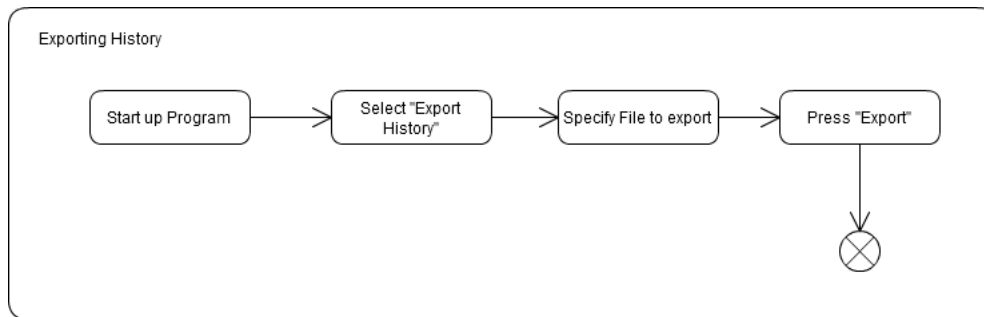 Exporting History
Start up Program
Select "Export
History"
Specify File to export
Press "Export"